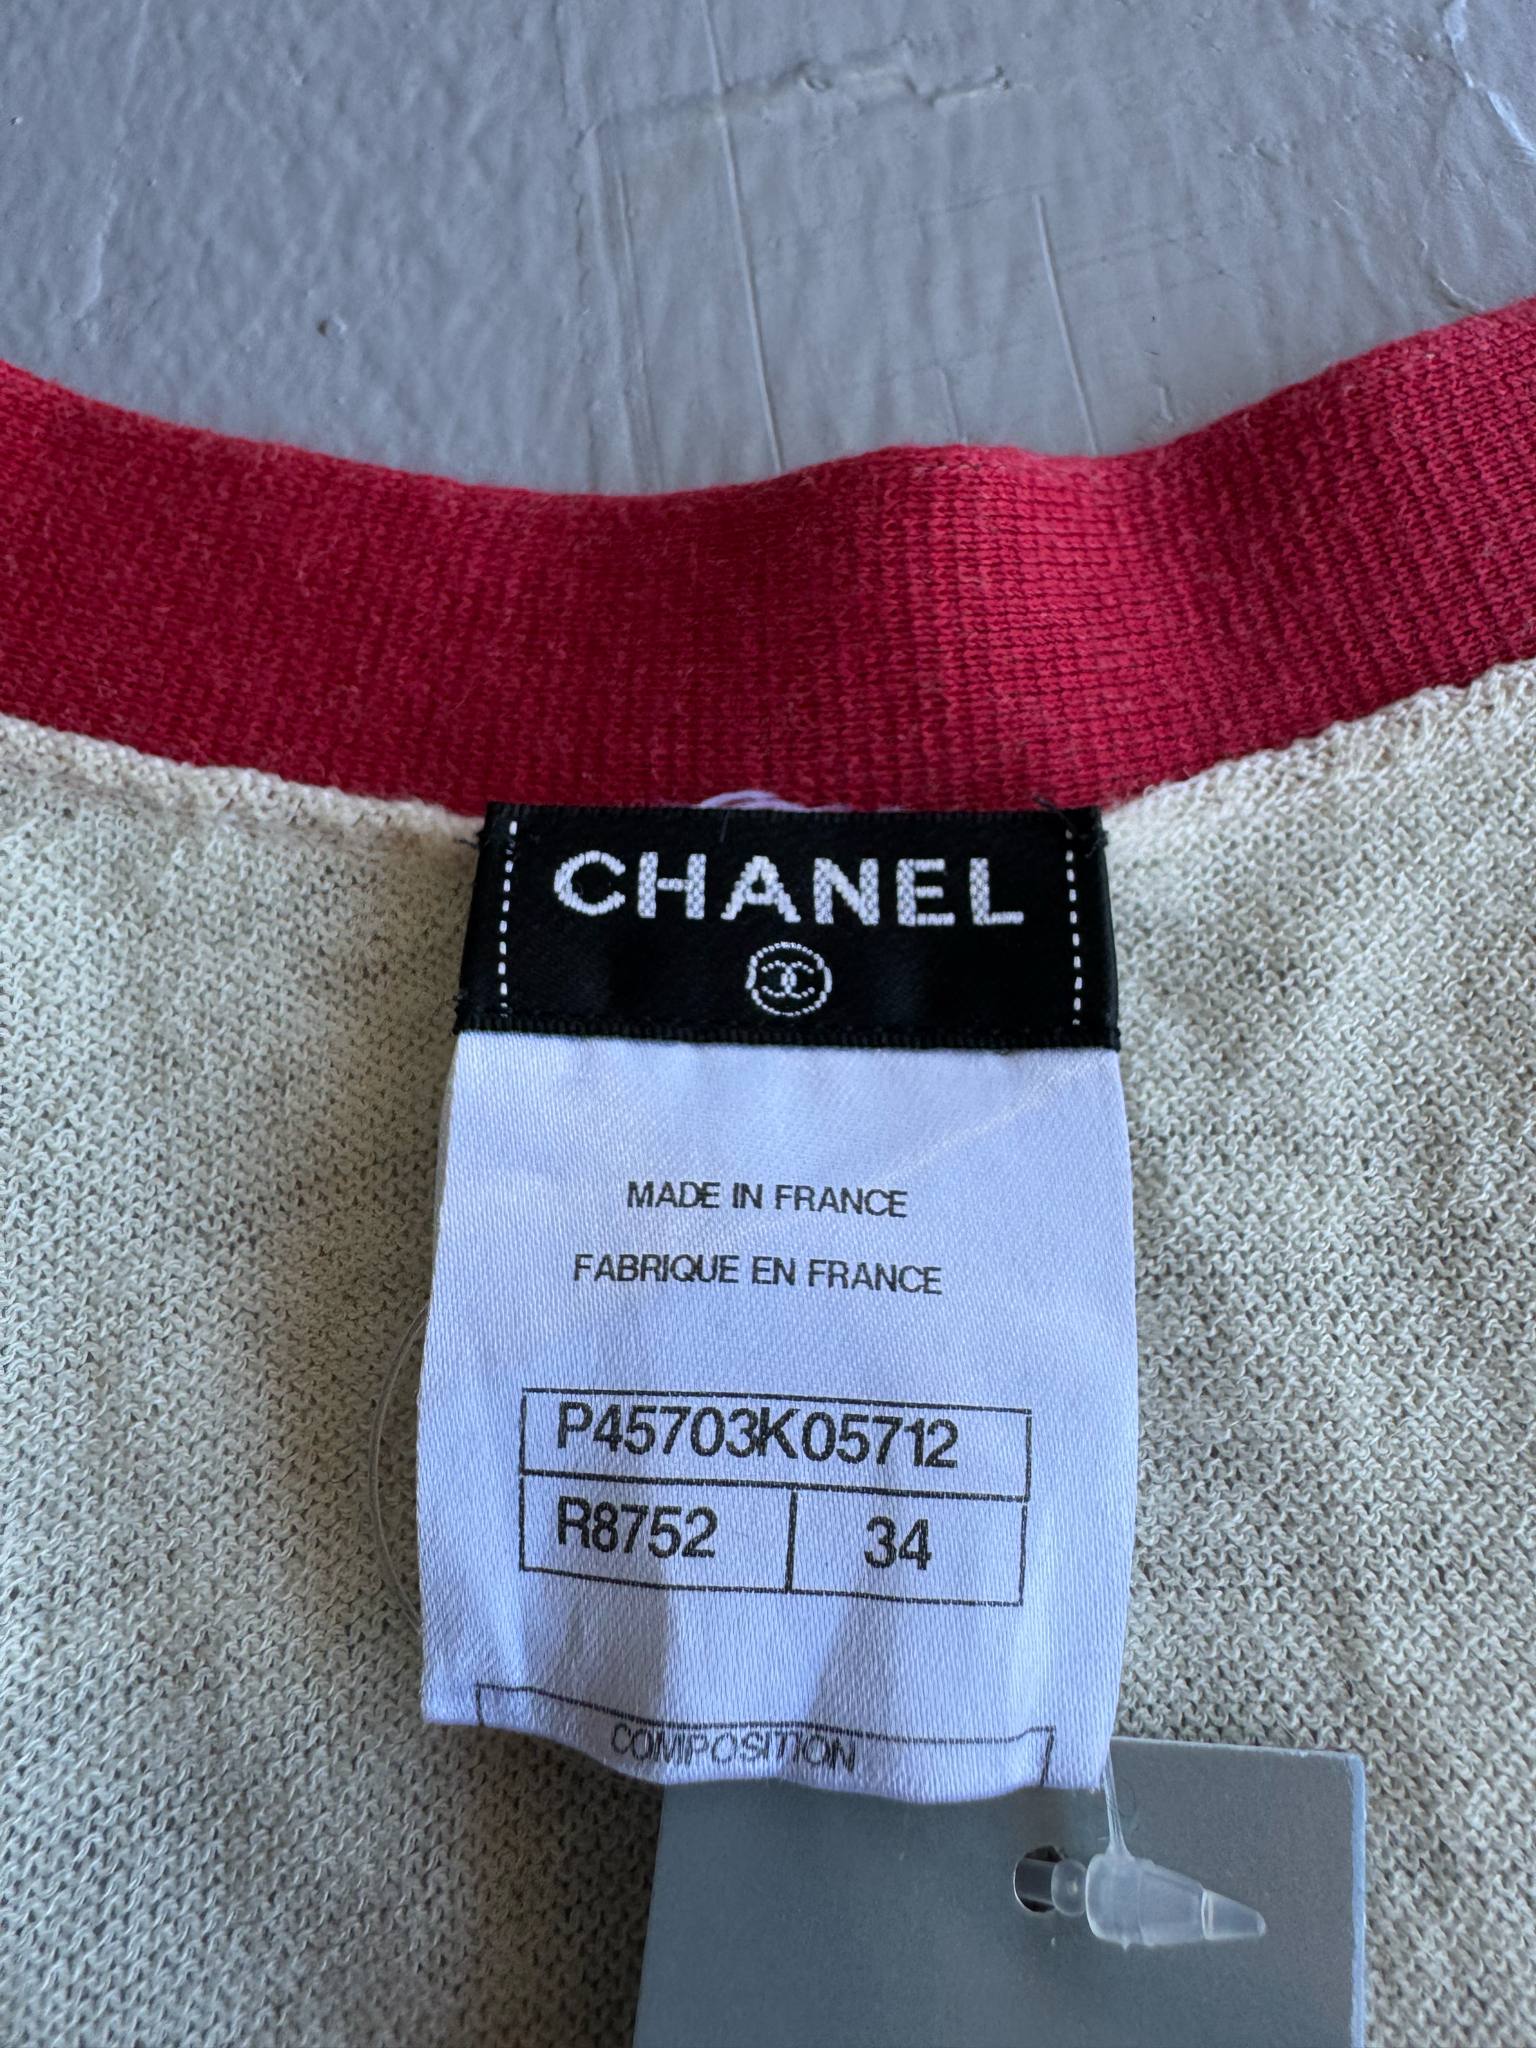 CHANEL
MADE IN FRANCE
FABRIQUE EN FRANCE
P45703K05712
R8752 34
COMPOSITION